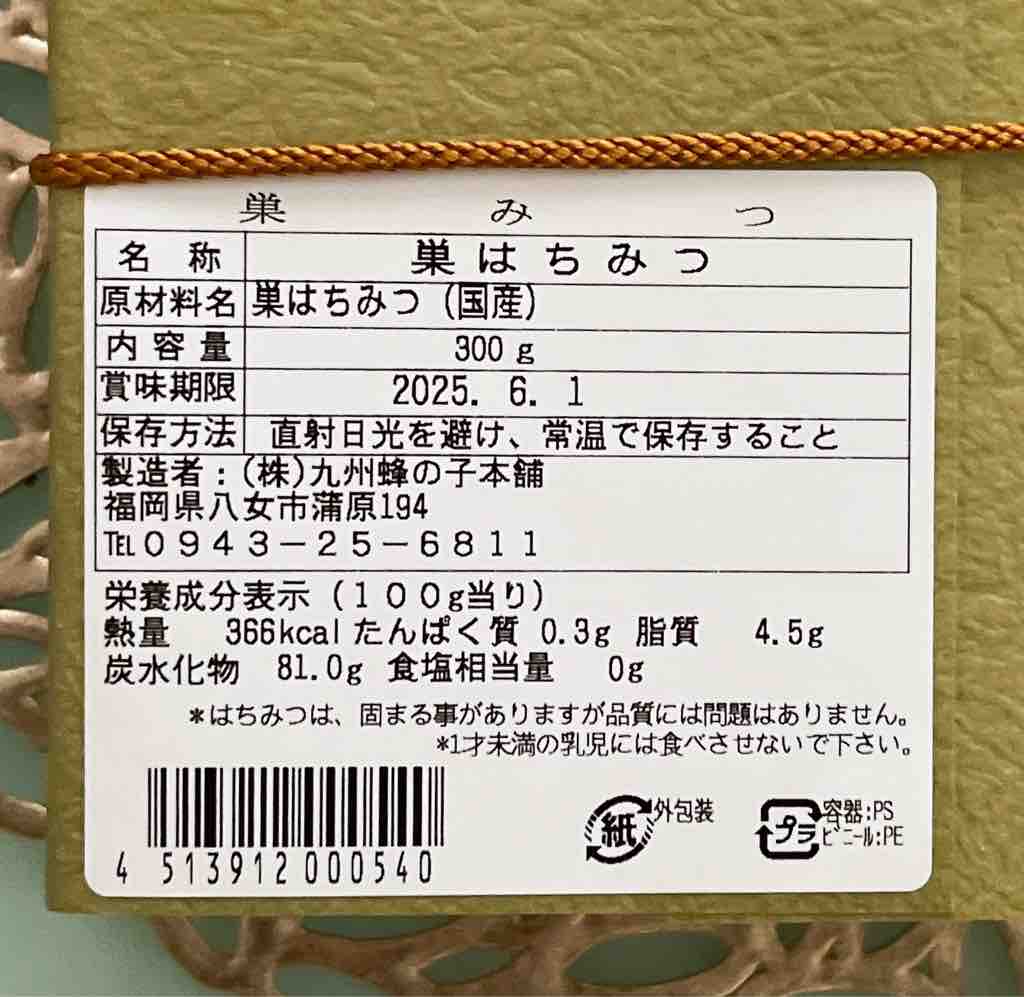 巣 み つ
名 称 巣はちみつ
原材料名 巣はちみつ (国産)
内容量 300g
賞味期限 2025. 6. 1
保存方法 直射日光を避け、常温で保存すること
製造者:(株)九州蜂の子本舗
福岡県八女市蒲原194
℡0943-25-6811
栄養成分表示(100g当り)
熱量 366kcal たんぱく質 0.3g 脂質 4.5g
炭水化物 81.0g 食塩相当量 0g
*はちみつは、固まる事がありますが品質には問題はありません。
*1才未満の乳児には食べさせないで下さい。
紙 外包装
プラ 容器:PS
ビニール:PE
4 513912 000540